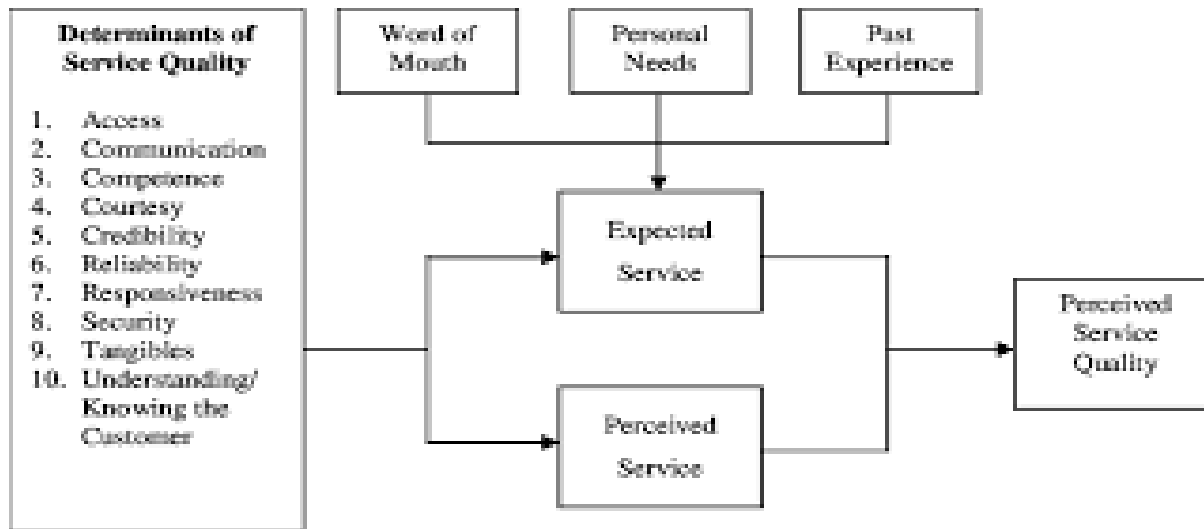 Determinants of
Service Quality
1. Access
2. Communication
3. Competence
4. Courtesy
5. Credibility
6. Reliability
7. Responsiveness
8. Security
9. Tangibles
10. Understanding/
Knowing the
Customer
Word of
Mouth
Personal
Needs
Past
Experience
Expected
Service
Perceived
Service
Perceived
Service
Quality